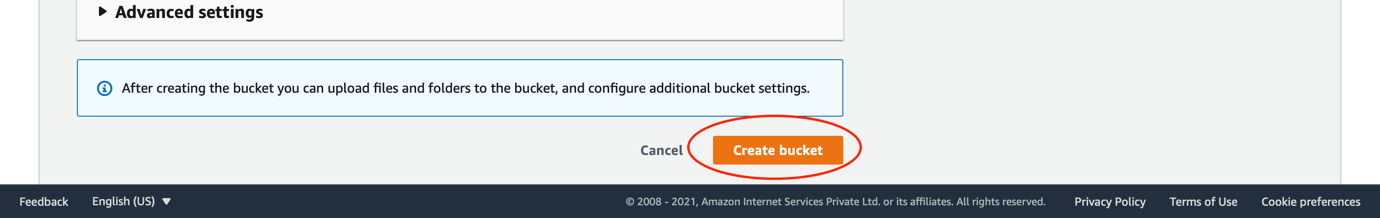 Advanced settings
After creating the bucket you can upload files and folders to the bucket, and configure additional bucket settings.
Cancel Create bucket
Feedback English (US) © 2008 - 2021, Amazon Internet Services Private Ltd. or its affiliates. All rights reserved. Privacy Policy Terms of Use Cookie preferences